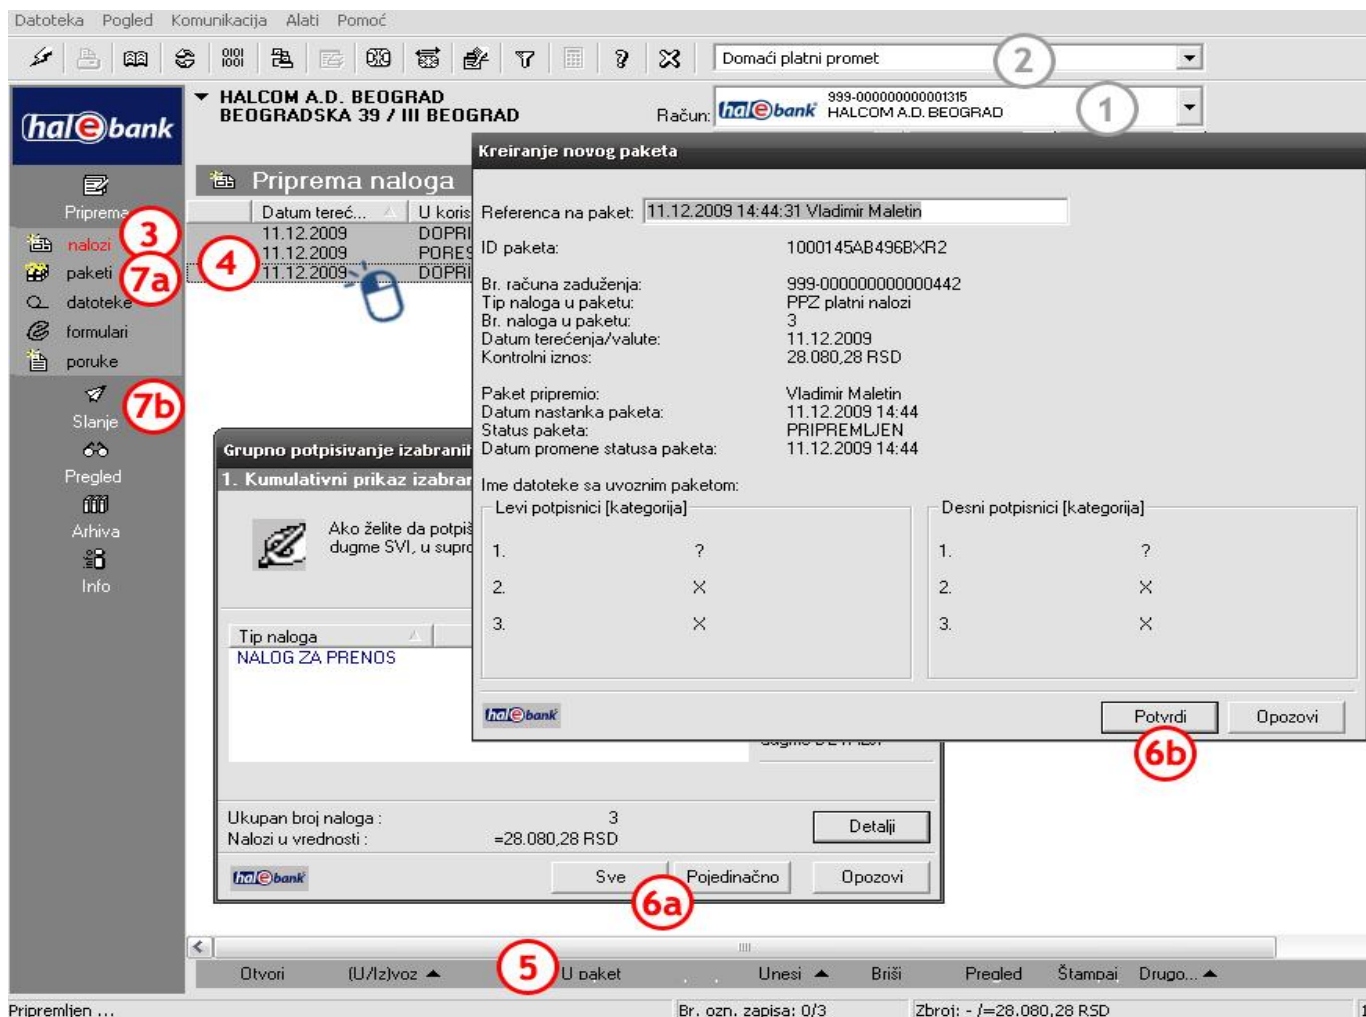 Datoteka Pogled Komunikacija Alati Pomoć
Domaći platni promet
2
halebank
HALCOM A.D. BEOGRAD
BEOGRADSKA 39 / III BEOGRAD
Račun:
halebank
999-000000000001315
HALCOM A.D. BEOGRAD
1
Priprema
nalozi
3
paketi
7a
datoteke
formulari
poruke
Slanje
7b
Pregled
Arhiva
Info
Priprema naloga
Datum tereć... U koris
11.12.2009 DOPRI
11.12.2009 PORES
11.12.2009 DOPRI
4
Kreiranje novog paketa
Referenca na paket: 11.12.2009 14:44:31 Vladimir Maletin
ID paketa: 1000145AB496BXR2
Br. računa zaduženja: 999-000000000000442
Tip naloga u paketu: PPZ platni nalozi
Br. naloga u paketu: 3
Datum terećenja/valute: 11.12.2009
Kontrolni iznos: 28.080,28 RSD
Paket pripremio: Vladimir Maletin
Datum nastanka paketa: 11.12.2009 14:44
Status paketa: PRIPREMLJEN
Datum promene statusa paketa: 11.12.2009 14:44
Ime datoteke sa uvoznim paketom:
Levi potpisnici [kategorija]
1. ?
2. X
3. X
Desni potpisnici [kategorija]
1. ?
2. X
3. X
halebank
Potvrdi Opozovi
6b
Grupno potpisivanje izabranih
1. Kumulativni prikaz izabrar
Ako želite da potpiš
dugme SVI, u supro
Tip naloga
NALOG ZA PRENOS
Ukupan broj naloga : 3
Nalozi u vrednosti : =28.080,28 RSD
Detalji
halebank
Sve Pojedinačno Opozovi
6a
Otvori (U/Iz)voz 5 U paket Unesi Briši Pregled Štampaj Drugo...
Pripremljen ... Br. ozn. zapisa: 0/3 Zbroj: - /=28.080,28 RSD